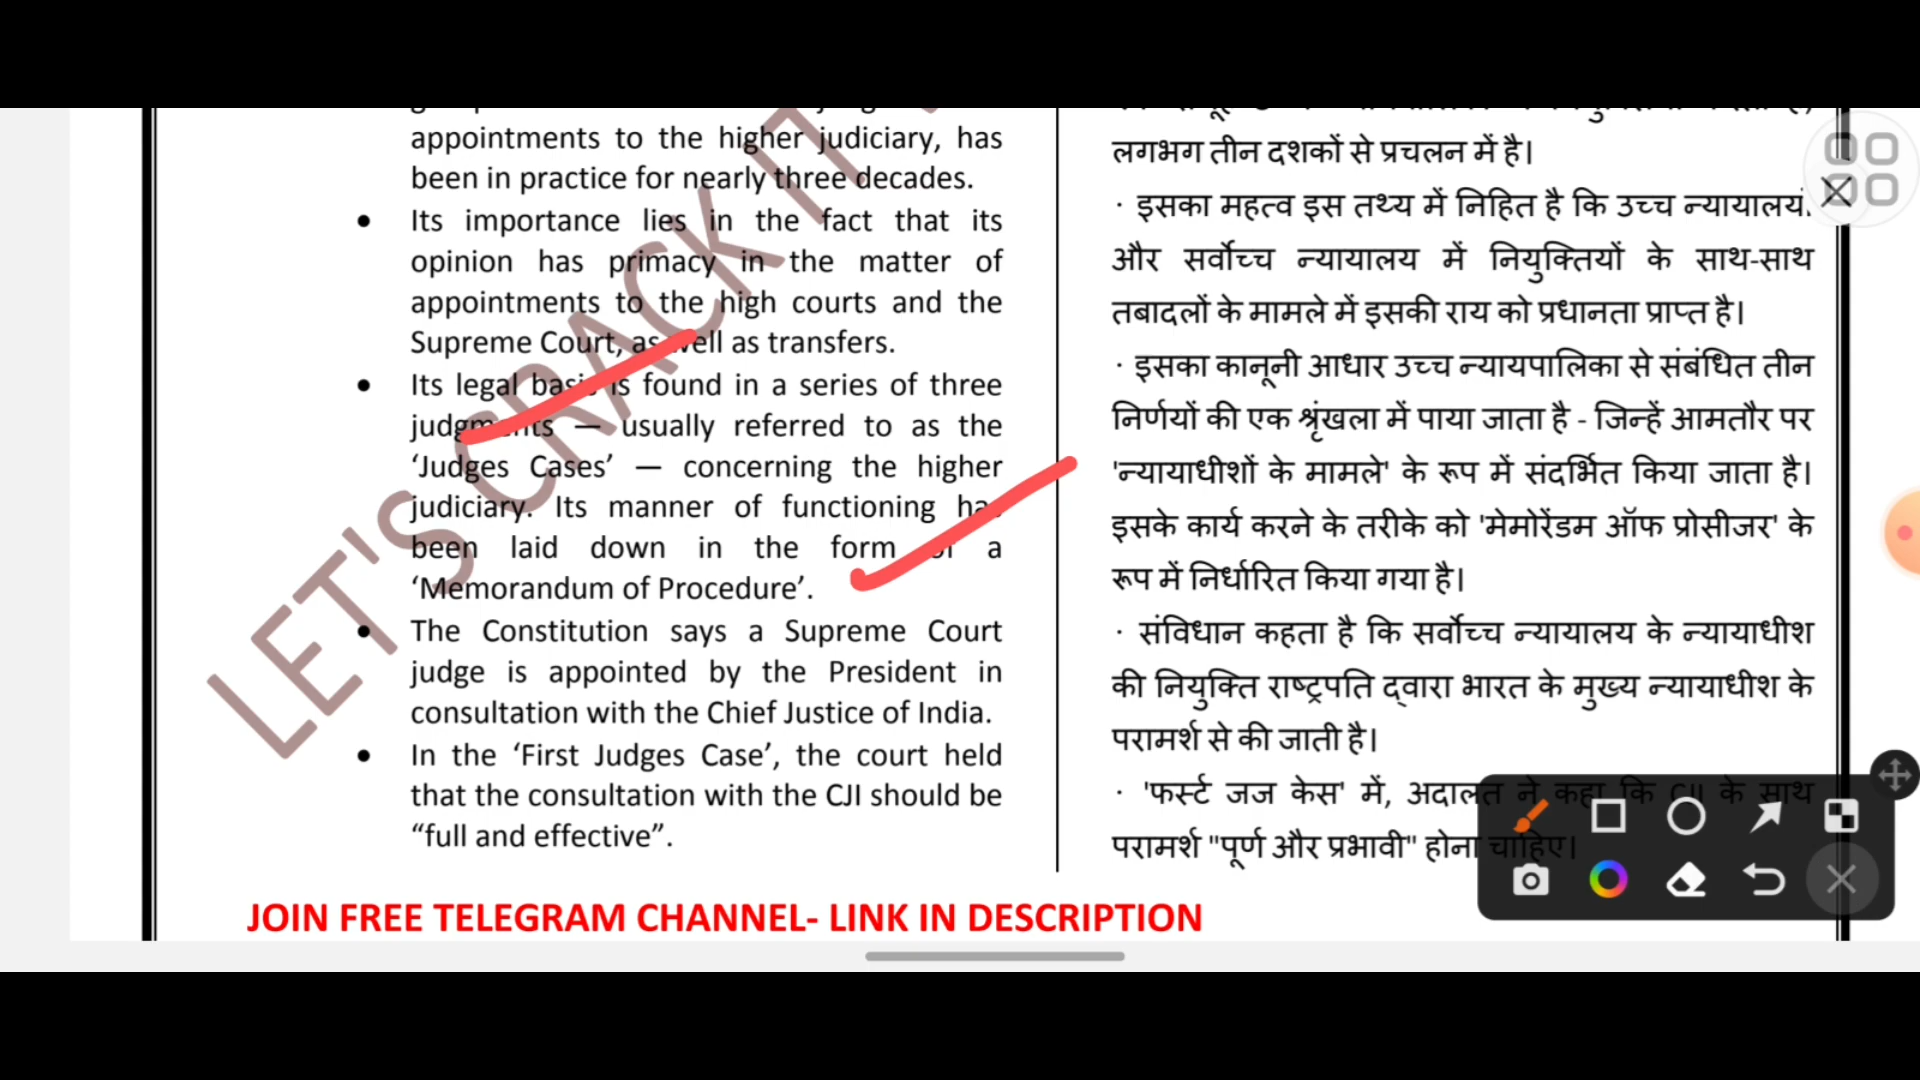 appointments to the higher judiciary, has
been in practice for nearly three decades.
• Its importance lies in the fact that its
opinion has primacy in the matter of
appointments to the high courts and the
Supreme Court, as well as transfers.
• Its legal basis is found in a series of three
judgments — usually referred to as the
‘Judges Cases’ — concerning the higher
judiciary. Its manner of functioning has
been laid down in the form of a
‘Memorandum of Procedure’.
• The Constitution says a Supreme Court
judge is appointed by the President in
consultation with the Chief Justice of India.
• In the ‘First Judges Case’, the court held
that the consultation with the CJI should be
“full and effective”.
लगभग तीन दशकों से प्रचलन में है।
· इसका महत्व इस तथ्य में निहित है कि उच्च न्यायालयों
और सर्वोच्च न्यायालय में नियुक्तियों के साथ-साथ
तबादलों के मामले में इसकी राय को प्रधानता प्राप्त है।
· इसका कानूनी आधार उच्च न्यायपालिका से संबंधित तीन
निर्णयों की एक श्रृंखला में पाया जाता है - जिन्हें आमतौर पर
'न्यायाधीशों के मामले' के रूप में संदर्भित किया जाता है।
इसके कार्य करने के तरीके को 'मेमोरेंडम ऑफ प्रोसीजर' के
रूप में निर्धारित किया गया है।
· संविधान कहता है कि सर्वोच्च न्यायालय के न्यायाधीश
की नियुक्ति राष्ट्रपति द्वारा भारत के मुख्य न्यायाधीश के
परामर्श से की जाती है।
· 'फर्स्ट जज केस' में, अदालत ने कहा कि CJI के साथ
परामर्श "पूर्ण और प्रभावी" होना चाहिए।
LET'S CRACK IT
JOIN FREE TELEGRAM CHANNEL- LINK IN DESCRIPTION